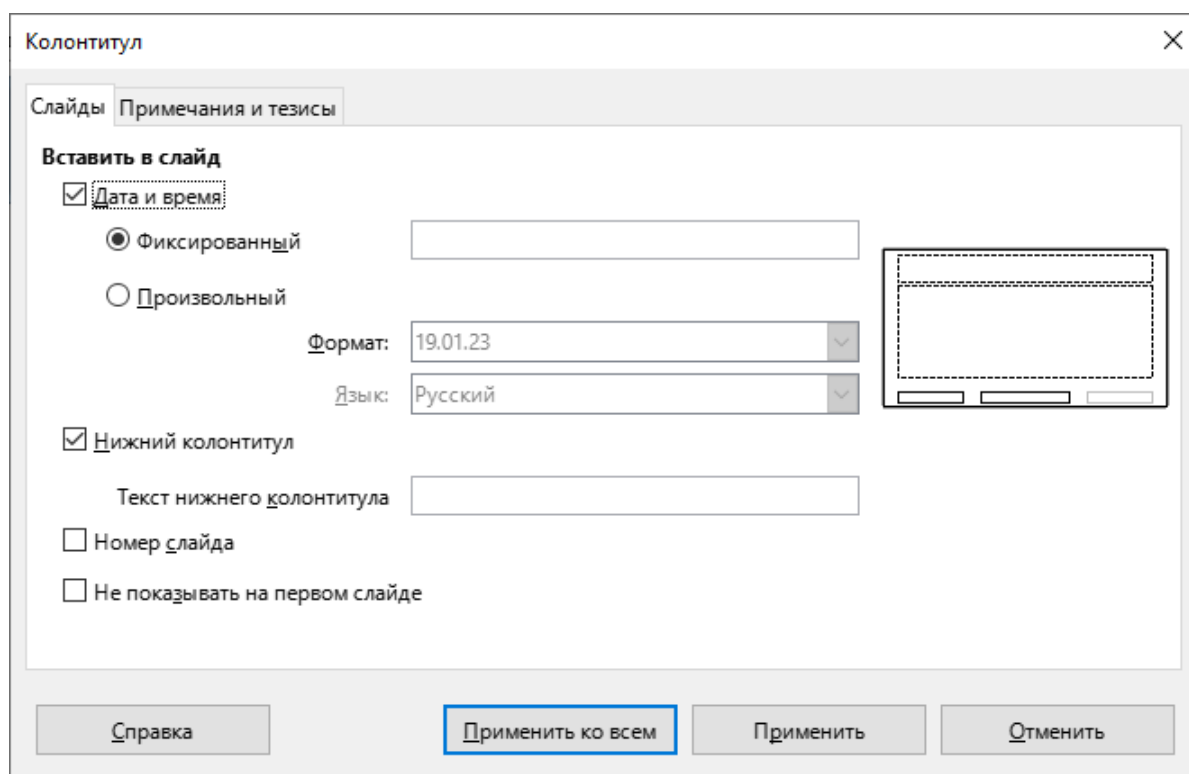 Колонтитул
Слайды Примечания и тезисы
Вставить в слайд
Дата и время
Фиксированный
Произвольный
Формат: 19.01.23
Язык: Русский
Нижний колонтитул
Текст нижнего колонтитула
Номер слайда
Не показывать на первом слайде
Справка Применить ко всем Применить Отменить